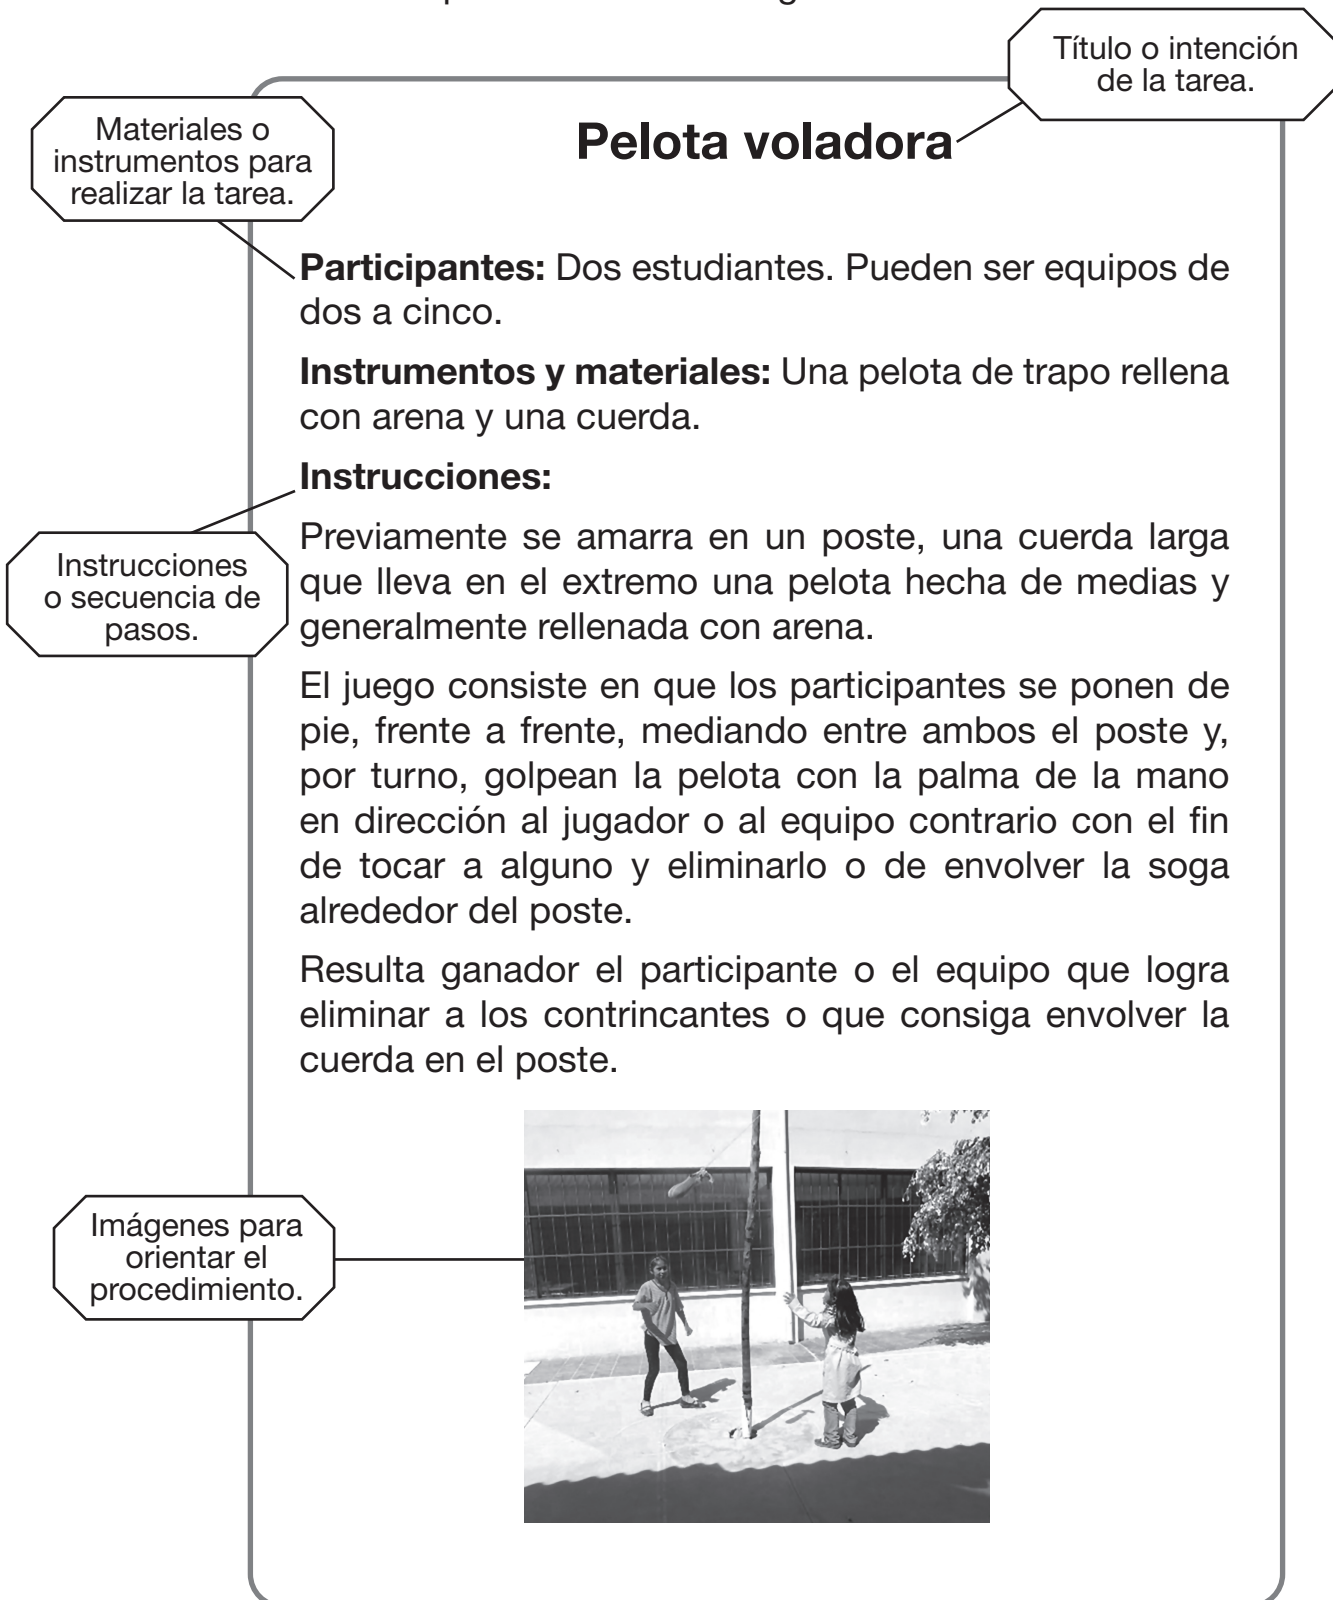 Título o intención
de la tarea.
Materiales o
instrumentos para
realizar la tarea.
Pelota voladora
Participantes: Dos estudiantes. Pueden ser equipos de
dos a cinco.
Instrumentos y materiales: Una pelota de trapo rellena
con arena y una cuerda.
Instrucciones:
Instrucciones
o secuencia de
pasos.
Previamente se amarra en un poste, una cuerda larga
que lleva en el extremo una pelota hecha de medias y
generalmente rellenada con arena.
El juego consiste en que los participantes se ponen de
pie, frente a frente, mediando entre ambos el poste y,
por turno, golpean la pelota con la palma de la mano
en dirección al jugador o al equipo contrario con el fin
de tocar a alguno y eliminarlo o de envolver la soga
alrededor del poste.
Resulta ganador el participante o el equipo que logra
eliminar a los contrincantes o que consiga envolver la
cuerda en el poste.
Imágenes para
orientar el
procedimiento.